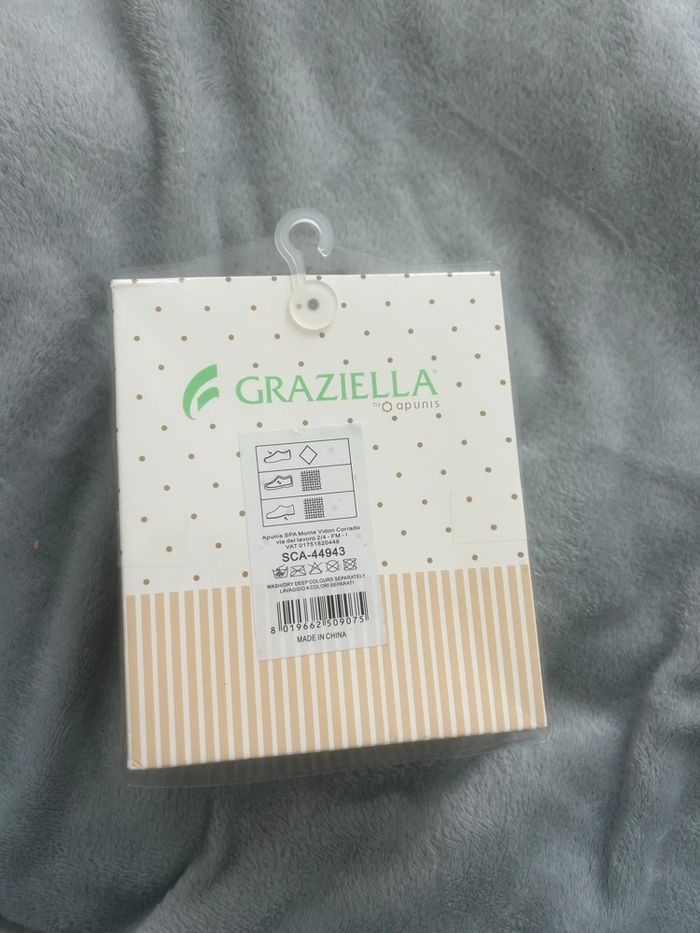 GRAZIELLA®
by apunis
Apunis SPA Monte Vidon Corrado
via del lavoro 2/4 - FM - I
VAT 01751820448
SCA-44943
WASH/DRY DEEP COLOURS SEPARATELY
LAVAGGIO A COLORI SEPARATI
8 019662 509075
MADE IN CHINA